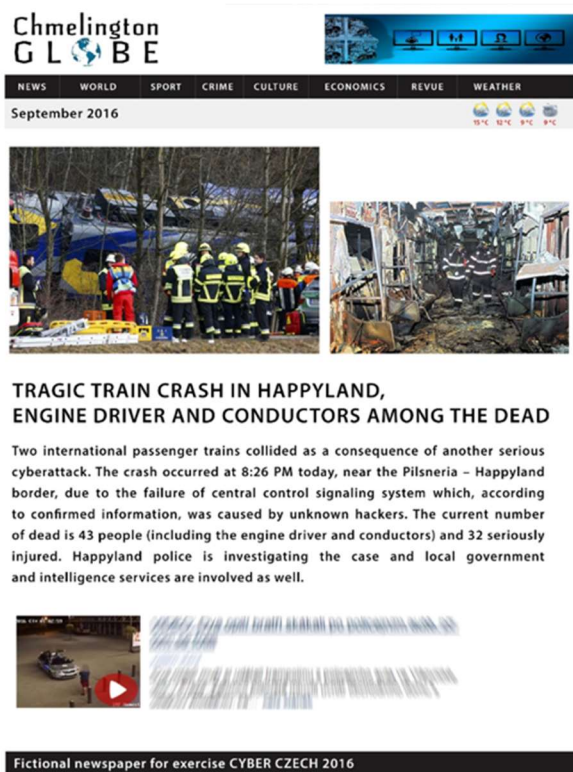 Chmelington
GLOBE
NEWS WORLD SPORT CRIME CULTURE ECONOMICS REVUE WEATHER
September 2016
15°C 12°C 9°C 9°C
TRAGIC TRAIN CRASH IN HAPPYLAND,
ENGINE DRIVER AND CONDUCTORS AMONG THE DEAD
Two international passenger trains collided as a consequence of another serious
cyberattack. The crash occurred at 8:26 PM today, near the Pilsneria – Happyland
border, due to the failure of central control signaling system which, according
to confirmed information, was caused by unknown hackers. The current number
of dead is 43 people (including the engine driver and conductors) and 32 seriously
injured. Happyland police is investigating the case and local government
and intelligence services are involved as well.
Fictional newspaper for exercise CYBER CZECH 2016